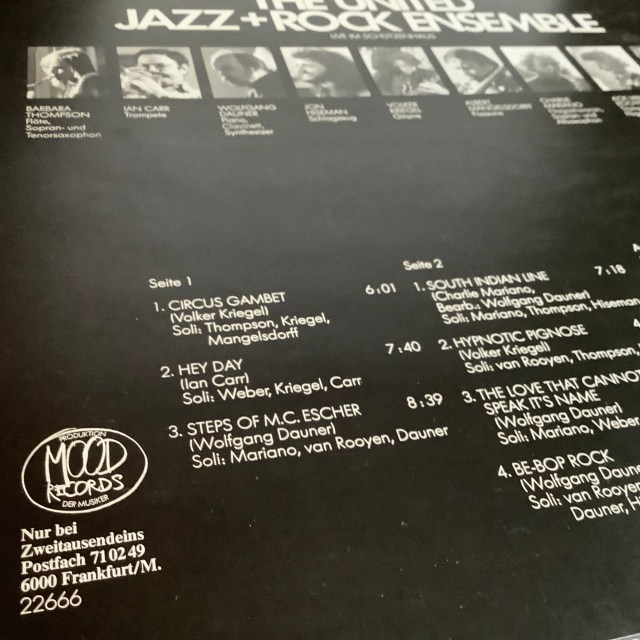 THE UNITED
JAZZ+ROCK ENSEMBLE
LIVE IM SCHÜTZENHAUS
BARBARA
THOMPSON
Flöte,
Sopran- und
Tenorsaxophon
IAN CARR
Trompete
WOLFGANG
DAUNER
Piano,
Clavinett,
Synthesizer
JON
HISEMAN
Schlagzeug
VOLKER
KRIEGEL
Gitarre
ALBERT
MANGELSDORFF
Posaune
CHARLIE
MARIANO
Seite 1
1. CIRCUS GAMBET 6:01
(Volker Kriegel)
Soli: Thompson, Kriegel,
Mangelsdorff
2. HEY DAY 7:40
(Ian Carr)
Soli: Weber, Kriegel, Carr
3. STEPS OF M.C. ESCHER 8:39
(Wolfgang Dauner)
Soli: Mariano, van Rooyen, Dauner
Seite 2
1. SOUTH INDIAN LINE 7:18
(Charlie Mariano,
Bearb. Wolfgang Dauner)
Soli: Mariano, Thompson, Hiseman
2. HYPNOTIC PIGNOSE
(Volker Kriegel)
Soli: van Rooyen, Thompson,
3. THE LOVE THAT CANNOT
SPEAK IT'S NAME
(Wolfgang Dauner)
Soli: Mariano, Weber
4. BE-BOP ROCK
(Wolfgang Daune
Soli: van Rooyen
Dauner, H
PRODUKTION
MOOD
RECORDS
DER MUSIKER
Nur bei
Zweitausendeins
Postfach 710249
6000 Frankfurt/M.
22666